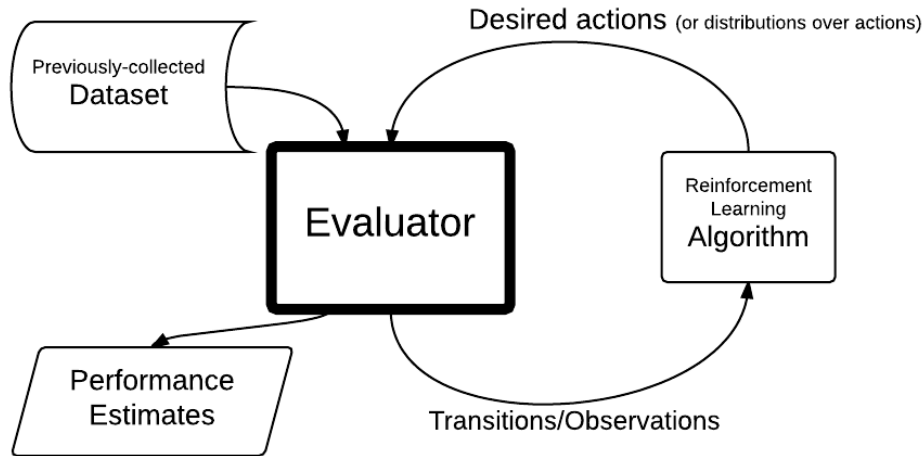 Desired actions (or distributions over actions)
Previously-collected
Dataset
Evaluator
Reinforcement
Learning
Algorithm
Performance
Estimates
Transitions/Observations